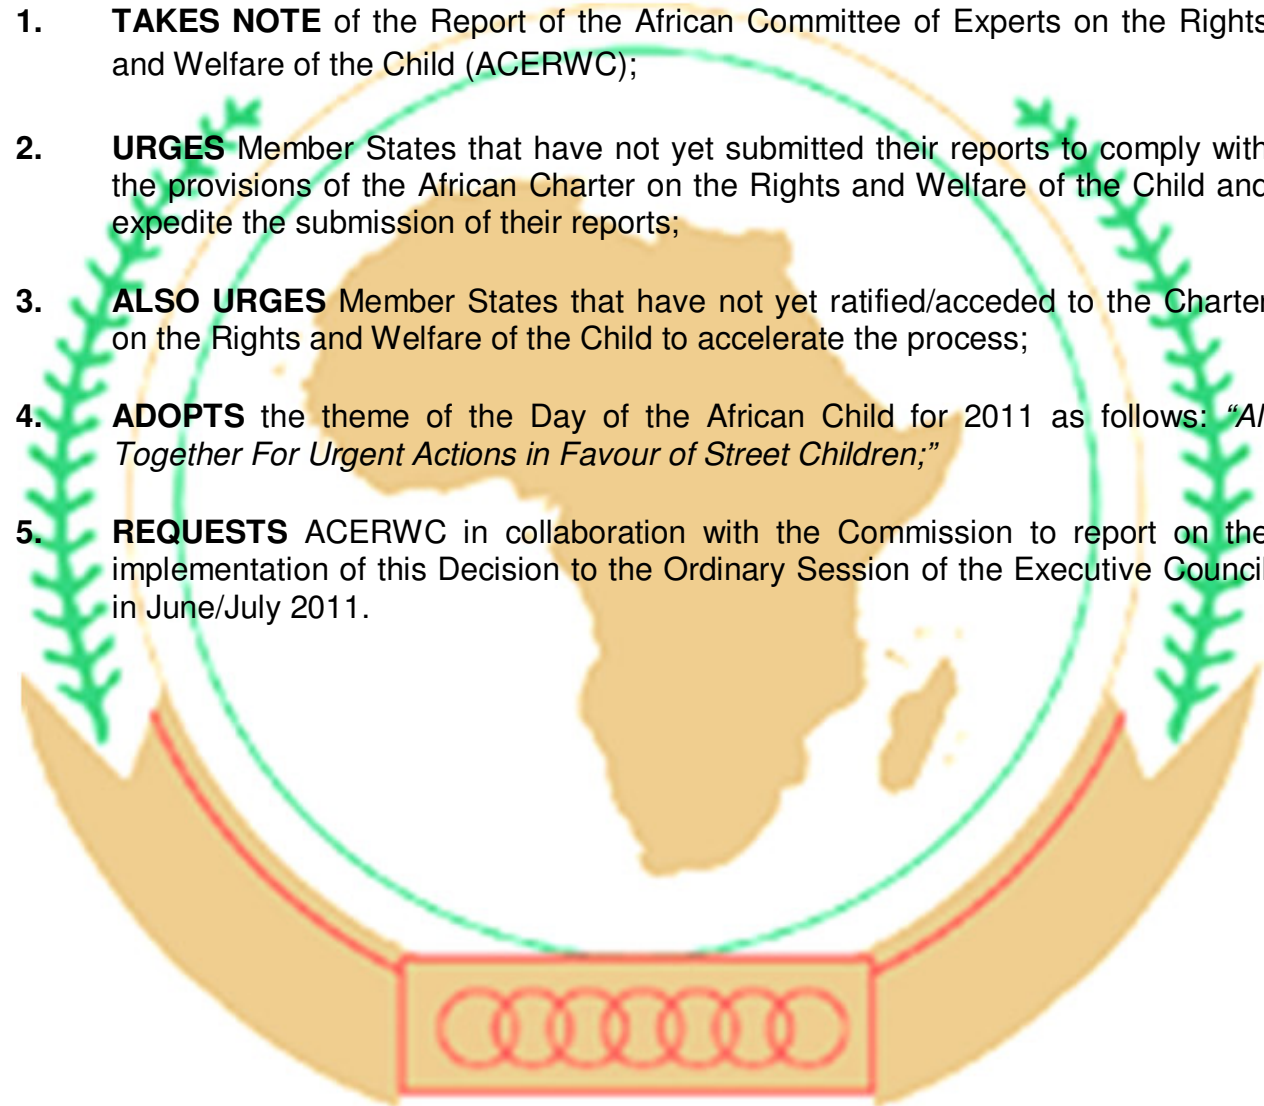 1. TAKES NOTE of the Report of the African Committee of Experts on the Rights
and Welfare of the Child (ACERWC);
2. URGES Member States that have not yet submitted their reports to comply with
the provisions of the African Charter on the Rights and Welfare of the Child and
expedite the submission of their reports;
3. ALSO URGES Member States that have not yet ratified/acceded to the Charter
on the Rights and Welfare of the Child to accelerate the process;
4. ADOPTS the theme of the Day of the African Child for 2011 as follows: “Al
Together For Urgent Actions in Favour of Street Children;”
5. REQUESTS ACERWC in collaboration with the Commission to report on the
implementation of this Decision to the Ordinary Session of the Executive Council
in June/July 2011.